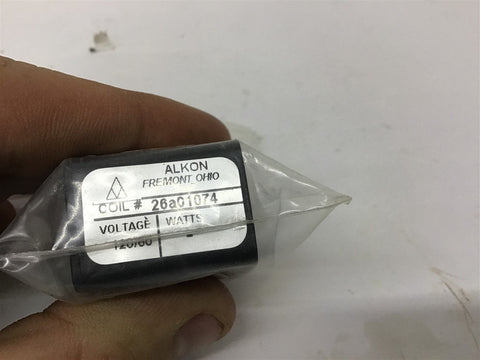 ALKON
FREMONT, OHIO
COIL # 26a01074
VOLTAGE WATTS
120/60 -